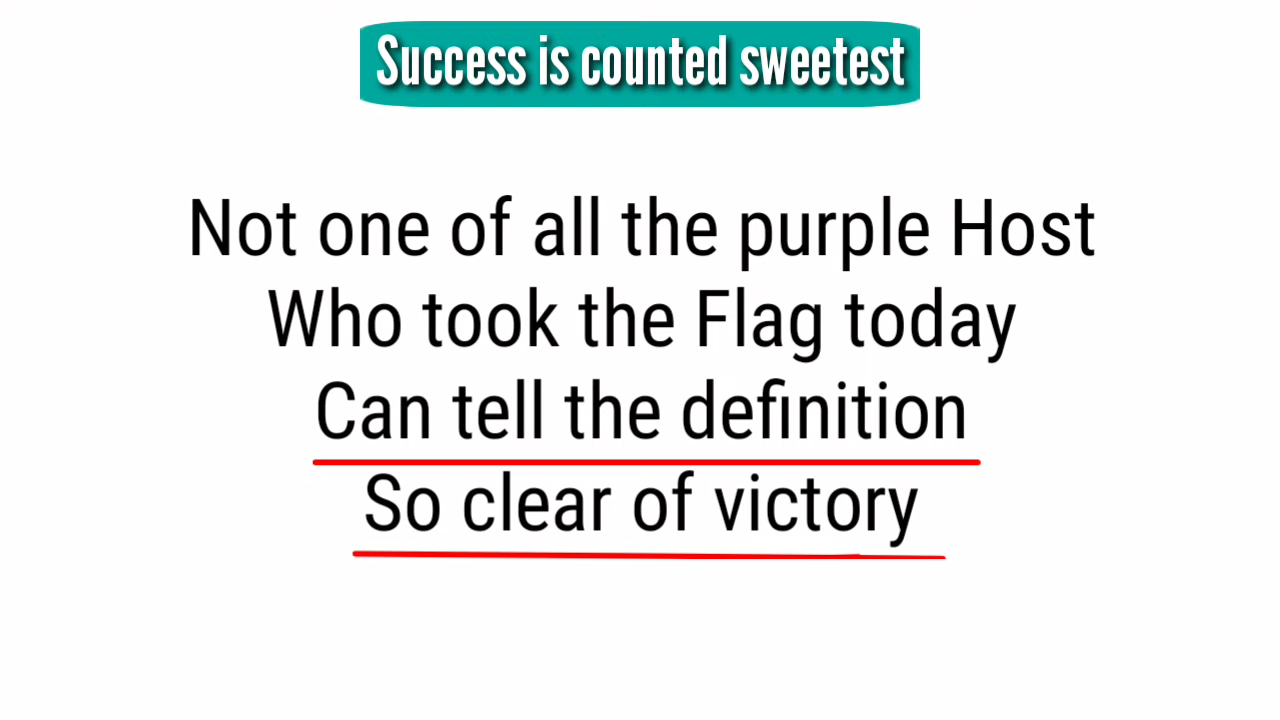 Success is counted sweetest
Not one of all the purple Host
Who took the Flag today
Can tell the definition
So clear of victory